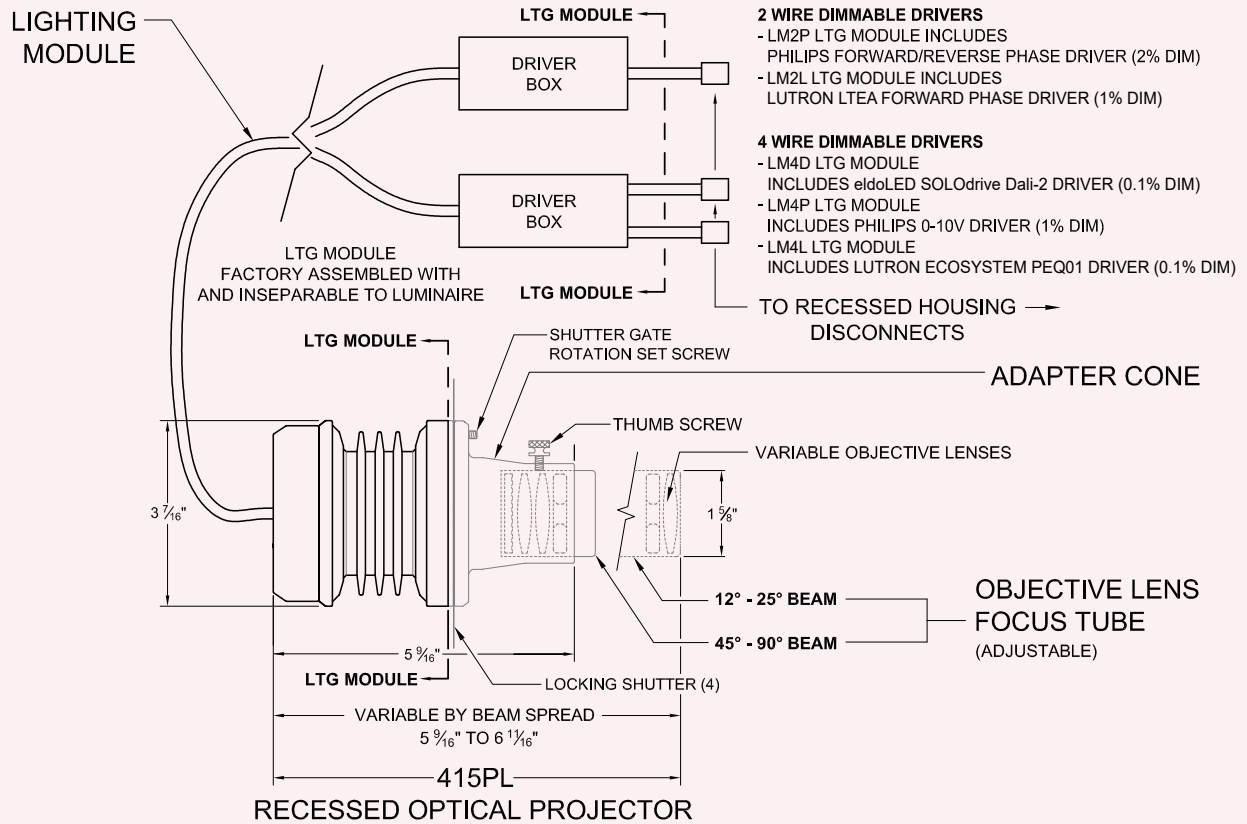 LIGHTING
MODULE
LTG MODULE
DRIVER
BOX
2 WIRE DIMMABLE DRIVERS
- LM2P LTG MODULE INCLUDES
PHILIPS FORWARD/REVERSE PHASE DRIVER (2% DIM)
- LM2L LTG MODULE INCLUDES
LUTRON LTEA FORWARD PHASE DRIVER (1% DIM)
4 WIRE DIMMABLE DRIVERS
- LM4D LTG MODULE
INCLUDES eldoLED SOLOdrive Dali-2 DRIVER (0.1% DIM)
- LM4P LTG MODULE
INCLUDES PHILIPS 0-10V DRIVER (1% DIM)
- LM4L LTG MODULE
INCLUDES LUTRON ECOSYSTEM PEQ01 DRIVER (0.1% DIM)
DRIVER
BOX
LTG MODULE
FACTORY ASSEMBLED WITH
AND INSEPARABLE TO LUMINAIRE
LTG MODULE
TO RECESSED HOUSING
DISCONNECTS
LTG MODULE
SHUTTER GATE
ROTATION SET SCREW
ADAPTER CONE
THUMB SCREW
VARIABLE OBJECTIVE LENSES
3 7/16"
1 5/8"
12° - 25° BEAM
45° - 90° BEAM
OBJECTIVE LENS
FOCUS TUBE
(ADJUSTABLE)
5 9/16"
LTG MODULE
LOCKING SHUTTER (4)
VARIABLE BY BEAM SPREAD
5 9/16" TO 6 11/16"
415PL
RECESSED OPTICAL PROJECTOR